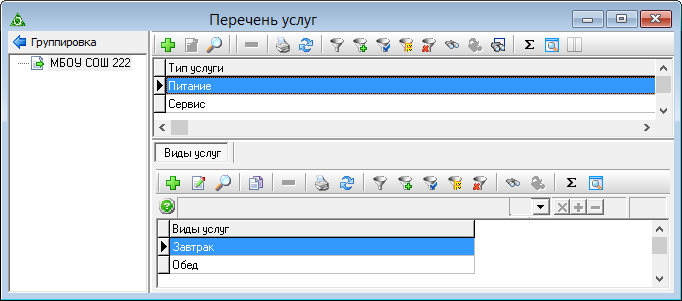 Перечень услуг
Группировка
МБОУ СОШ 222
Тип услуги
Питание
Сервис
Виды услуг
Виды услуг
Завтрак
Обед